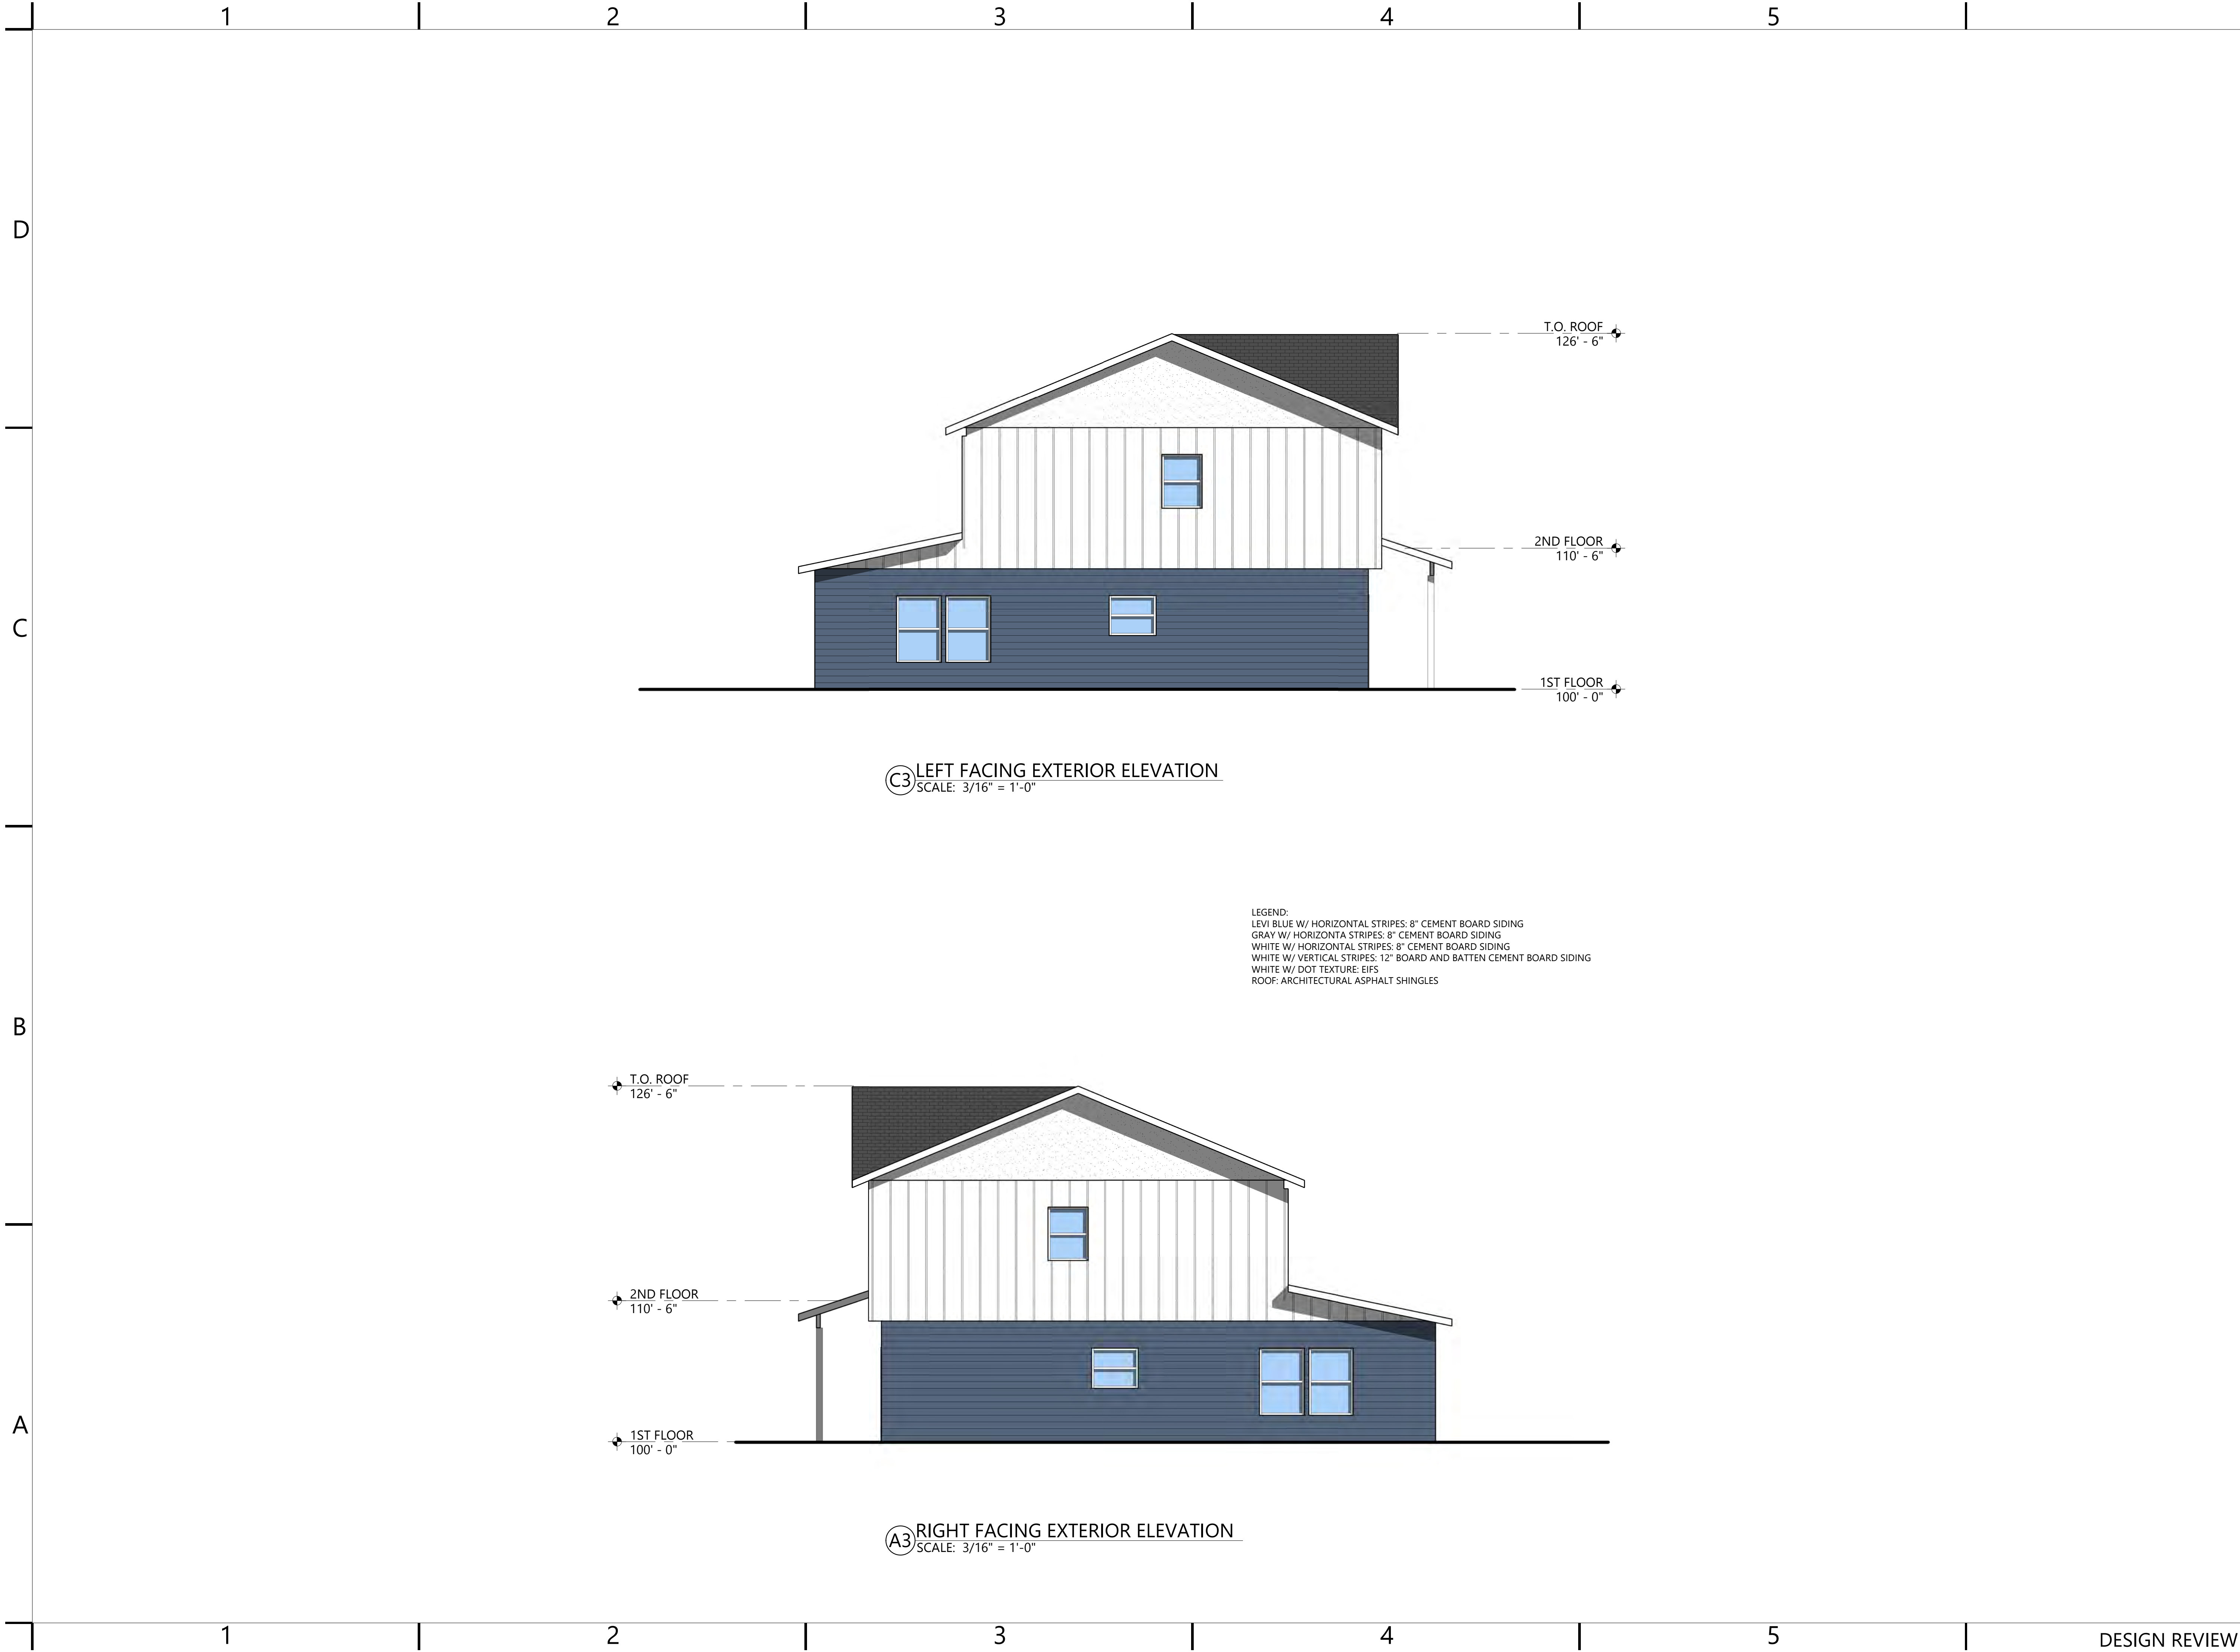 1 2 3 4 5
D
T.O. ROOF
126' - 6"
2ND FLOOR
110' - 6"
C
1ST FLOOR
100' - 0"
C3 LEFT FACING EXTERIOR ELEVATION
SCALE: 3/16" = 1'-0"
LEGEND:
LEVI BLUE W/ HORIZONTAL STRIPES: 8" CEMENT BOARD SIDING
GRAY W/ HORIZONTA STRIPES: 8" CEMENT BOARD SIDING
WHITE W/ HORIZONTAL STRIPES: 8" CEMENT BOARD SIDING
WHITE W/ VERTICAL STRIPES: 12" BOARD AND BATTEN CEMENT BOARD SIDING
WHITE W/ DOT TEXTURE: EIFS
ROOF: ARCHITECTURAL ASPHALT SHINGLES
B
T.O. ROOF
126' - 6"
2ND FLOOR
110' - 6"
A
1ST FLOOR
100' - 0"
A3 RIGHT FACING EXTERIOR ELEVATION
SCALE: 3/16" = 1'-0"
1 2 3 4 5
DESIGN REVIEW